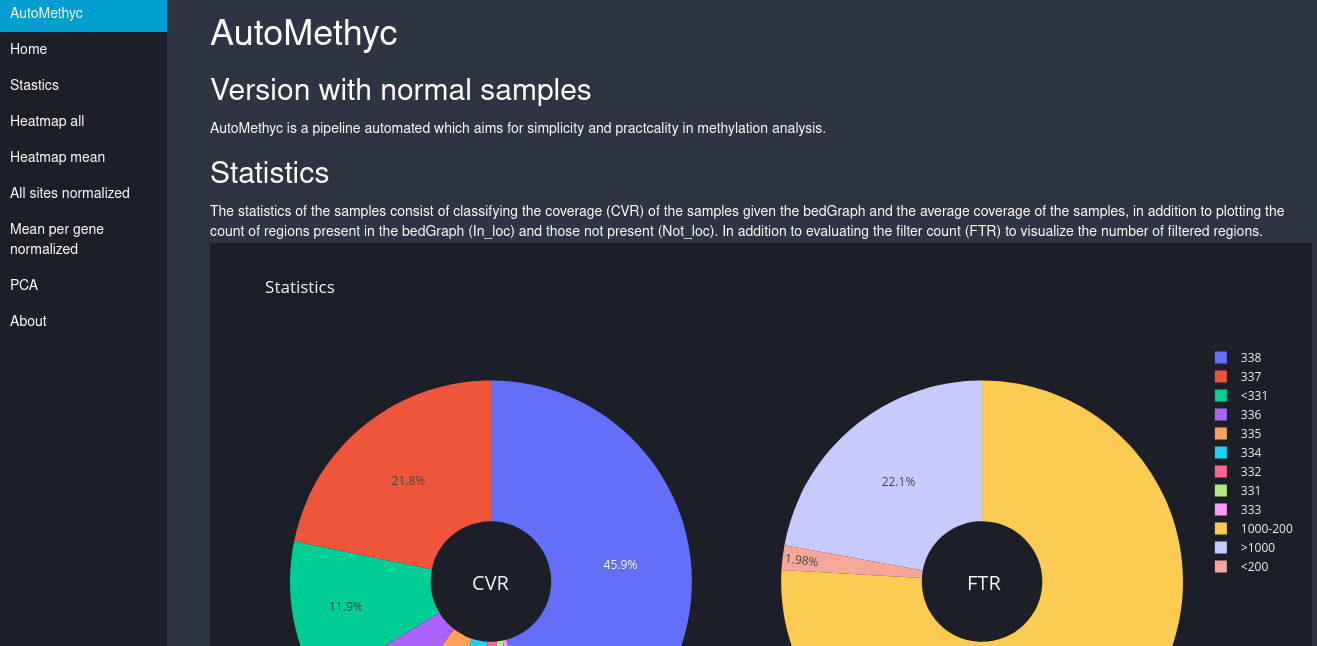 AutoMethyc
Home
Stastics
Heatmap all
Heatmap mean
All sites normalized
Mean per gene
normalized
PCA
About
AutoMethyc
Version with normal samples
AutoMethyc is a pipeline automated which aims for simplicity and practcality in methylation analysis.
Statistics
The statistics of the samples consist of classifying the coverage (CVR) of the samples given the bedGraph and the average coverage of the samples, in addition to plotting the
count of regions present in the bedGraph (In_loc) and those not present (Not_loc). In addition to evaluating the filter count (FTR) to visualize the number of filtered regions.
Statistics
21.8%
45.9%
11.9%
CVR
22.1%
1.98%
FTR
338
337
<331
336
335
334
332
331
333
1000-200
>1000
<200